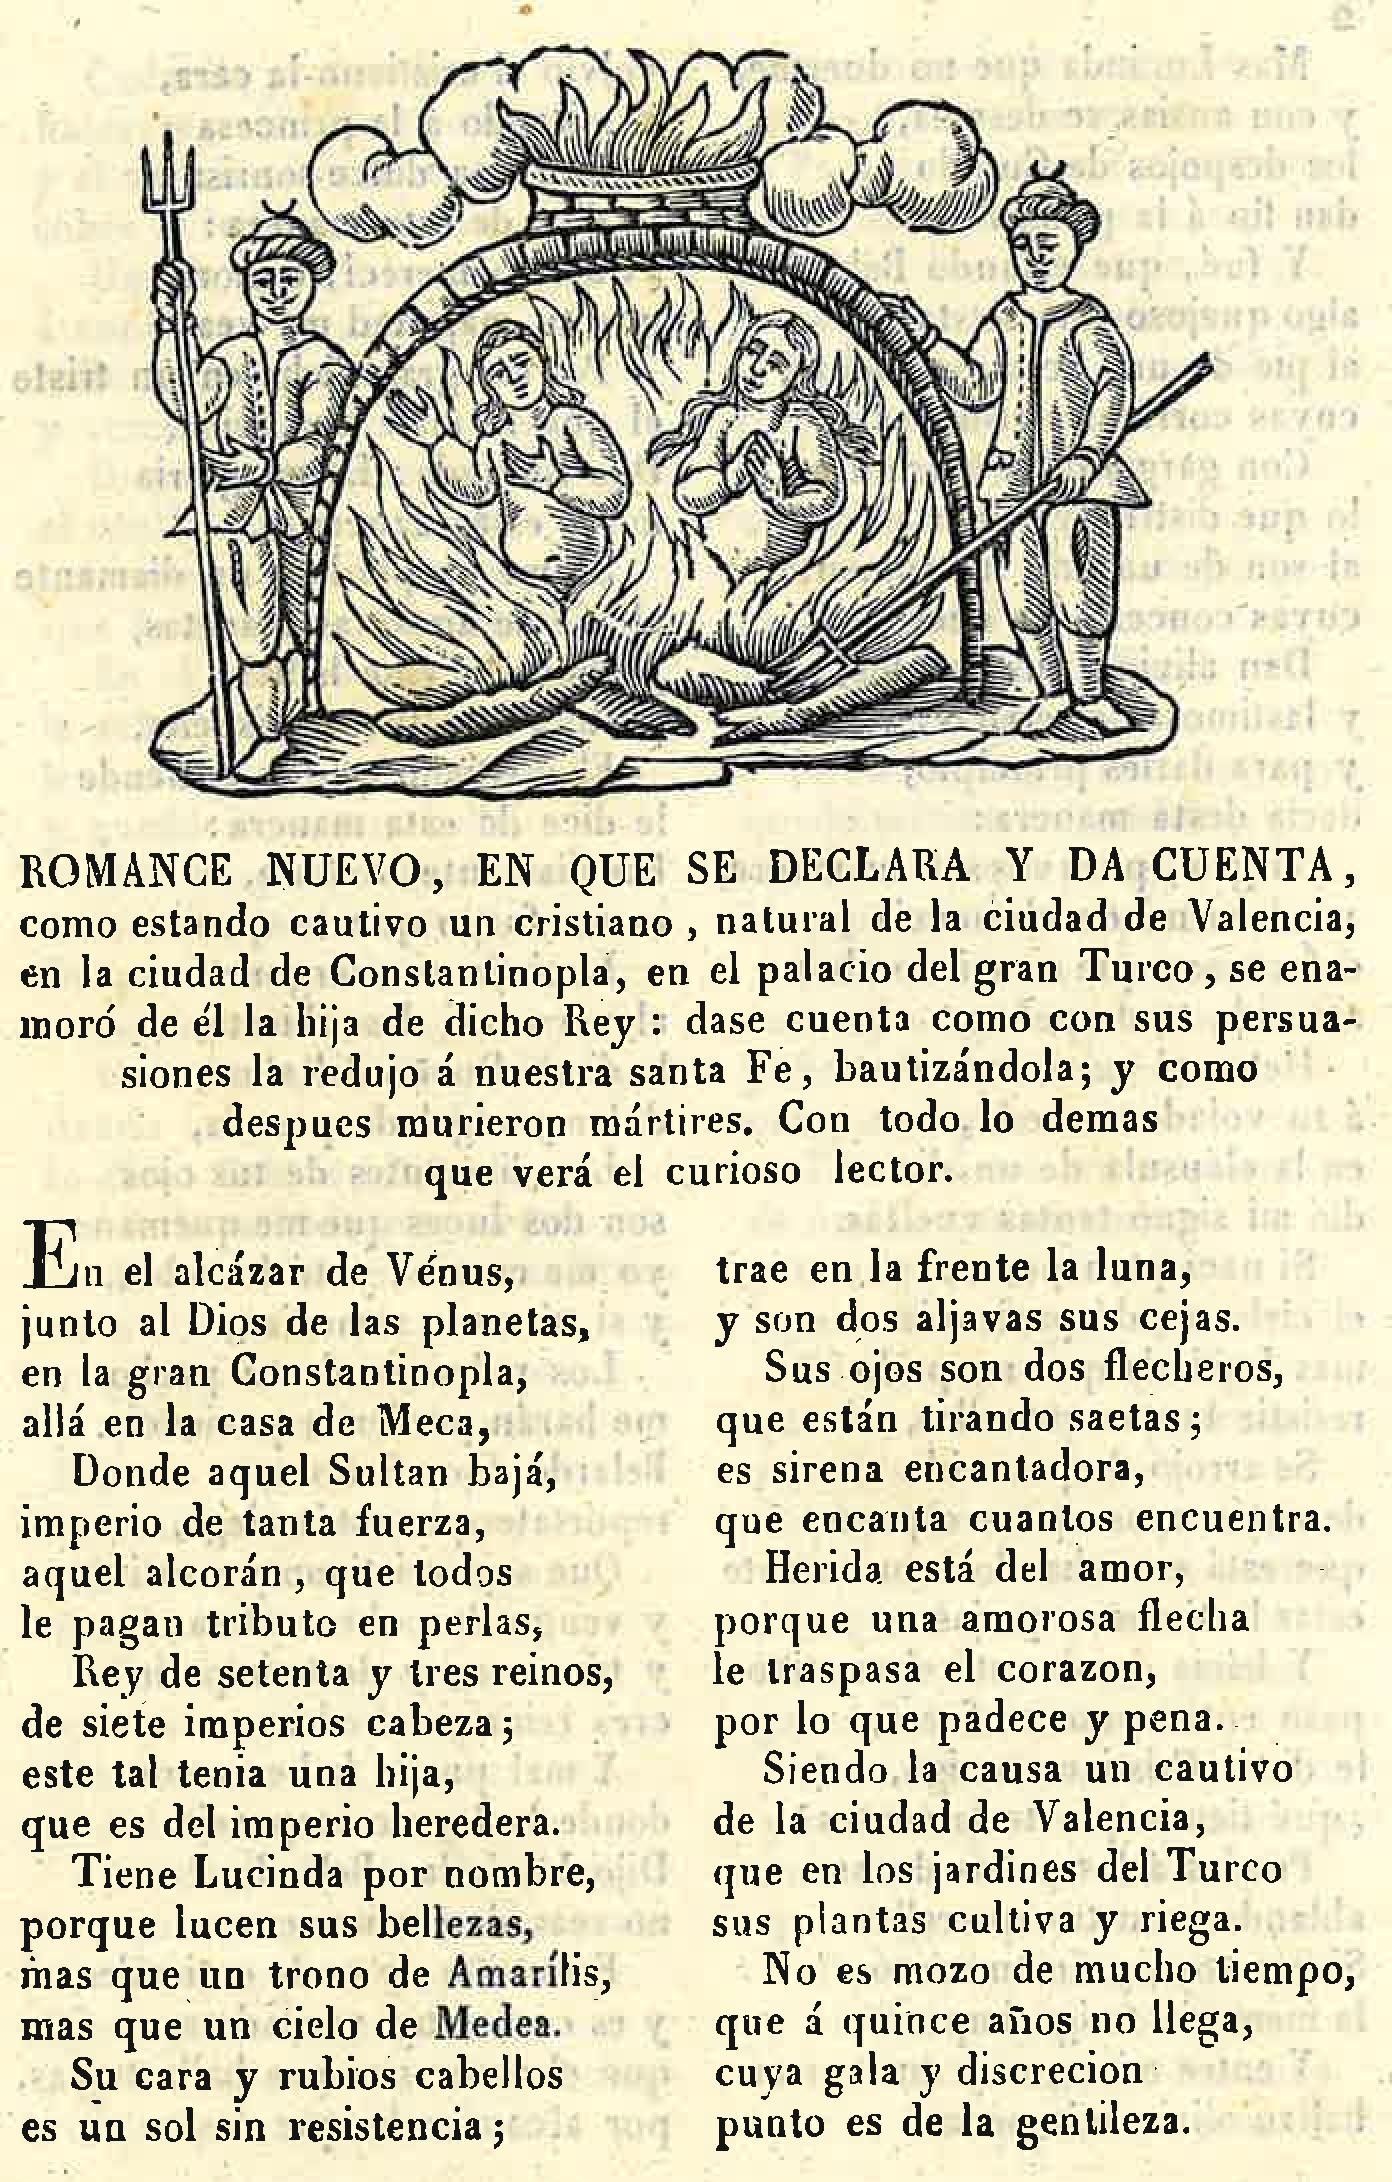 ROMANCE NUEVO, EN QUE SE DECLARA Y DA CUENTA,
como estando cautivo un cristiano, natural de la ciudad de Valencia,
en la ciudad de Constantinopla, en el palacio del gran Turco, se ena-
moró de él la hija de dicho Rey: dase cuenta como con sus persua-
siones la redujo á nuestra santa Fe, bautizándola; y como
despues murieron mártires. Con todo lo demas
que verá el curioso lector.
En el alcázar de Vénus,
junto al Dios de las planetas,
en la gran Constantinopla,
allá en la casa de Meca,
Donde aquel Sultan bajá,
imperio de tanta fuerza,
aquel alcorán, que todos
le pagan tributo en perlas,
Rey de setenta y tres reinos,
de siete imperios cabeza;
este tal tenia una hija,
que es del imperio heredera.
Tiene Lucinda por nombre,
porque lucen sus bellezas,
mas que un trono de Amarílis,
mas que un cielo de Medea.
Su cara y rubios cabellos
es un sol sin resistencia;
trae en la frente la luna,
y son dos aljavas sus cejas.
Sus ojos son dos flecheros,
que están tirando saetas;
es sirena encantadora,
que encanta cuantos encuentra.
Herida está del amor,
porque una amorosa flecha
le traspasa el corazon,
por lo que padece y pena.
Siendo la causa un cautivo
de la ciudad de Valencia,
que en los jardines del Turco
sus plantas cultiva y riega.
No es mozo de mucho tiempo,
que á quince años no llega,
cuya gala y discrecion
punto es de la gentileza.